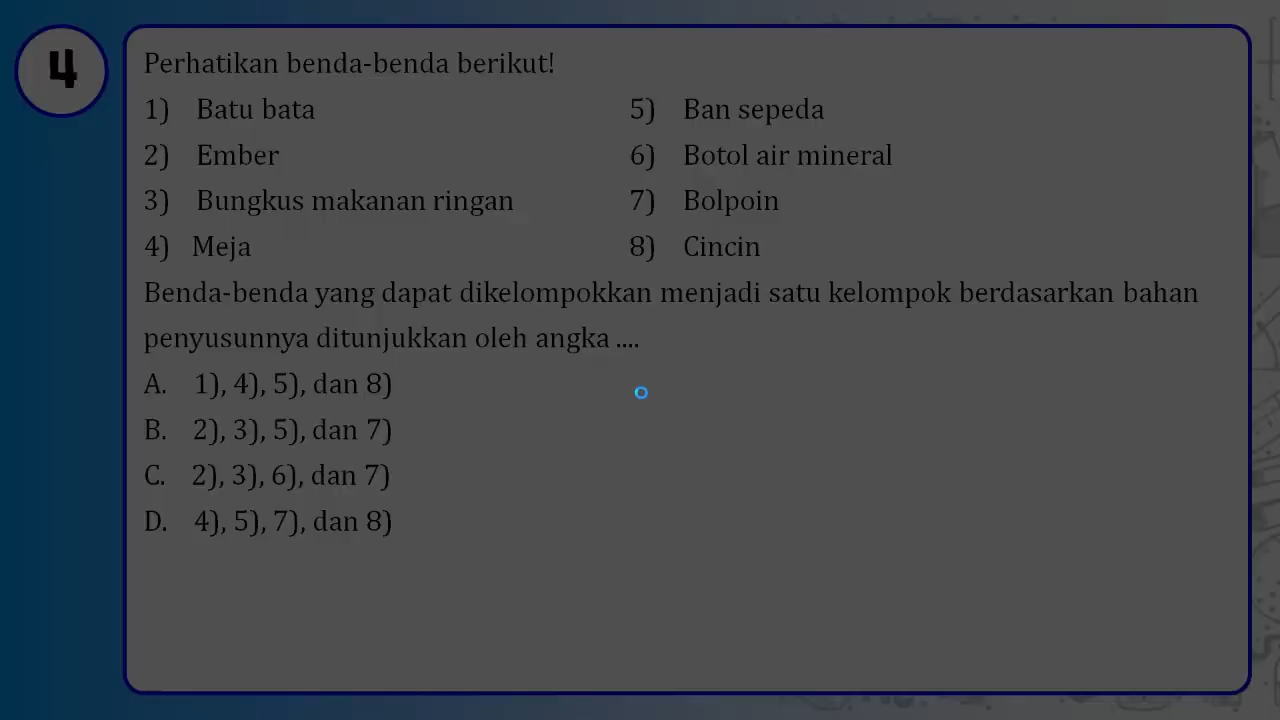 4
Perhatikan benda-benda berikut!
1) Batu bata
2) Ember
3) Bungkus makanan ringan
4) Meja
5) Ban sepeda
6) Botol air mineral
7) Bolpoin
8) Cincin
Benda-benda yang dapat dikelompokkan menjadi satu kelompok berdasarkan bahan
penyusunnya ditunjukkan oleh angka ....
A. 1), 4), 5), dan 8)
B. 2), 3), 5), dan 7)
C. 2), 3), 6), dan 7)
D. 4), 5), 7), dan 8)